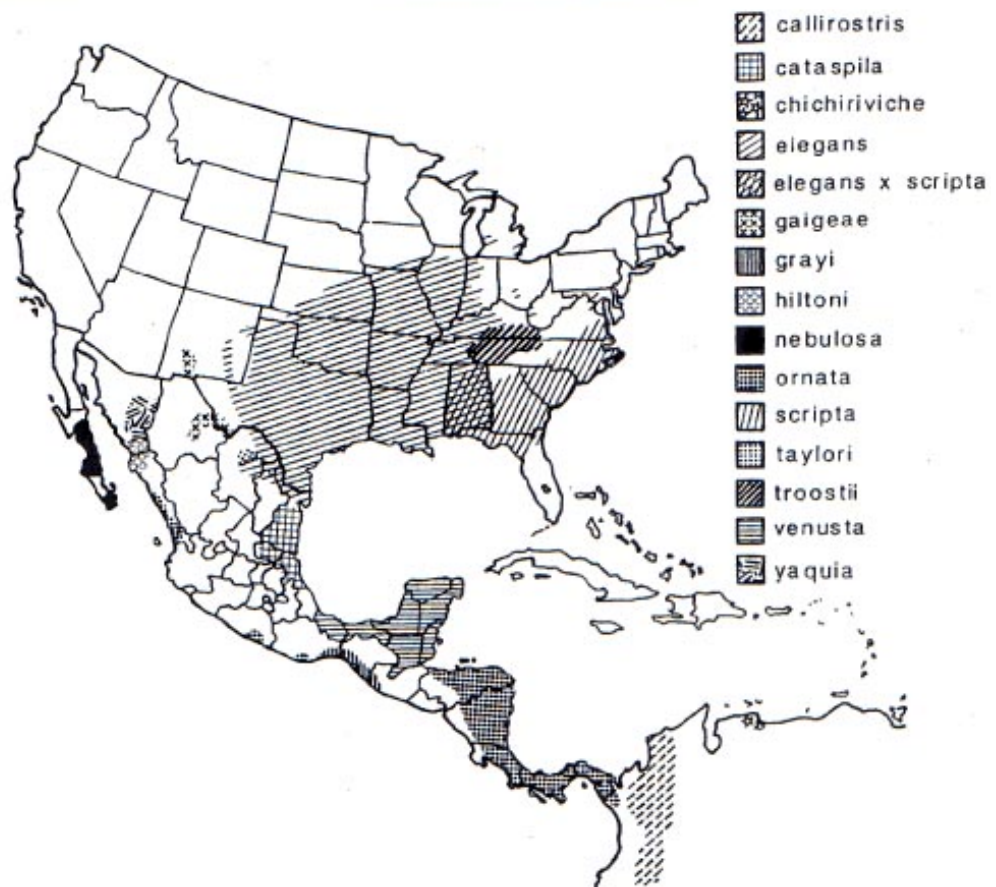 callirostris
cataspila
chichiriviche
elegans
elegans x scripta
gaigeae
grayi
hiltoni
nebulosa
ornata
scripta
taylori
troostii
venusta
yaquia